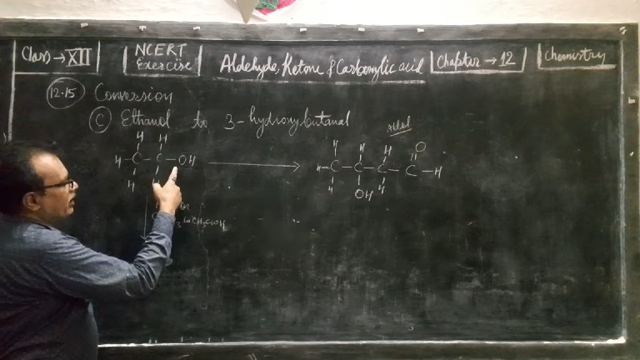 Class → XII
NCERT
Exercise
Aldehyde, Ketone & Carboxylic acid
Chapter → 12
Chemistry
12.15 Conversion
C Ethanol to 3-hydroxybutanal
aldol
H H
H-C-C-OH
H
H H H O
H-C-C-C-C-H
H OH H